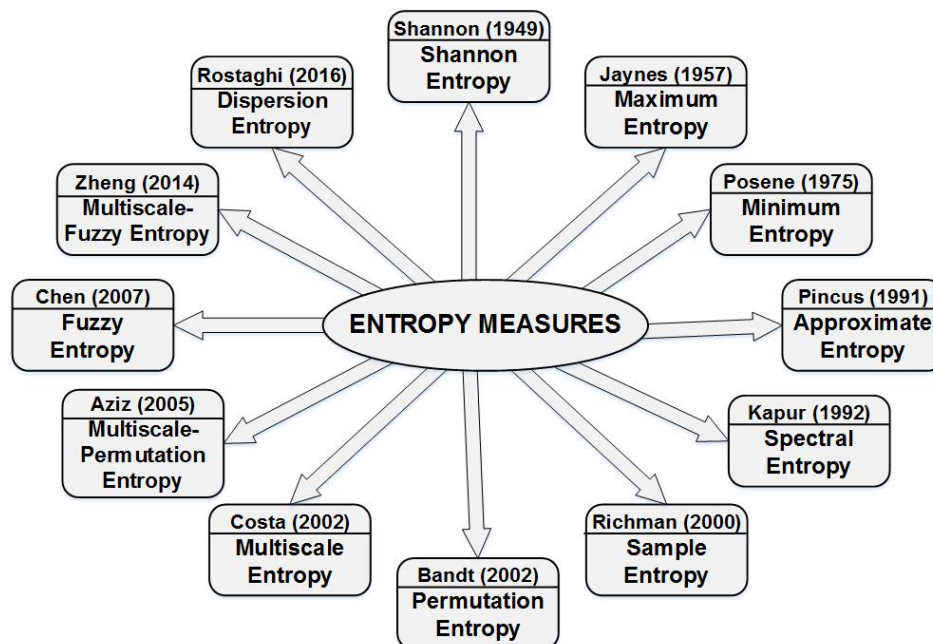 Shannon (1949)
Shannon
Entropy
Jaynes (1957)
Maximum
Entropy
Posene (1975)
Minimum
Entropy
Pincus (1991)
Approximate
Entropy
Kapur (1992)
Spectral
Entropy
Richman (2000)
Sample
Entropy
Bandt (2002)
Permutation
Entropy
Costa (2002)
Multiscale
Entropy
Aziz (2005)
Multiscale-
Permutation
Entropy
Chen (2007)
Fuzzy
Entropy
Zheng (2014)
Multiscale-
Fuzzy Entropy
Rostaghi (2016)
Dispersion
Entropy
ENTROPY MEASURES